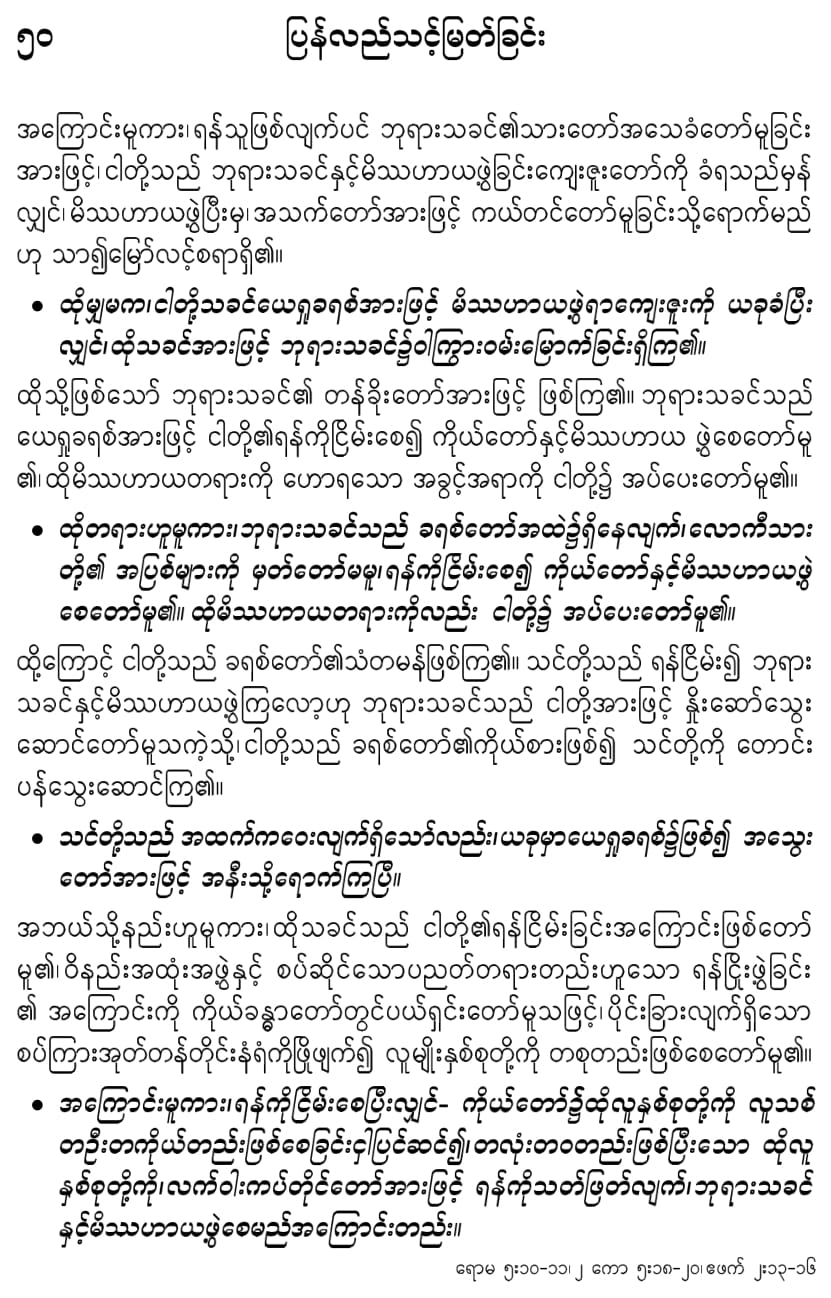 ၅၀ ပြန်လည်သင့်မြတ်ခြင်း
အကြောင်းမူကား၊ရန်သူဖြစ်လျက်ပင် ဘုရားသခင်၏သားတော်အသေခံတော်မူခြင်း
အားဖြင့်၊ငါတို့သည် ဘုရားသခင်နှင့်မိဿဟာယဖွဲ့ခြင်းကျေးဇူးတော်ကို ခံရသည်မှန်
လျှင်၊မိဿဟာယဖွဲ့ပြီးမှ၊အသက်တော်အားဖြင့် ကယ်တင်တော်မူခြင်းသို့ရောက်မည်
ဟု သာ၍မြော်လင့်စရာရှိ၏။
• ထိုမျှမက၊ငါတို့သခင်ယေရှုခရစ်အားဖြင့် မိဿဟာယဖွဲ့ရာကျေးဇူးကို ယခုခံပြီး
လျှင်၊ထိုသခင်အားဖြင့် ဘုရားသခင်၌ဝါကြွားဝမ်းမြောက်ခြင်းရှိကြ၏။
ထိုသို့ဖြစ်သော် ဘုရားသခင်၏ တန်ခိုးတော်အားဖြင့် ဖြစ်ကြ၏။ ဘုရားသခင်သည်
ယေရှုခရစ်အားဖြင့် ငါတို့၏ရန်ကိုငြိမ်းစေ၍ ကိုယ်တော်နှင့်မိဿဟာယ ဖွဲ့စေတော်မူ
၏၊ထိုမိဿဟာယတရားကို ဟောရသော အခွင့်အရာကို ငါတို့၌ အပ်ပေးတော်မူ၏။
• ထိုတရားဟူမူကား၊ဘုရားသခင်သည် ခရစ်တော်အထဲ၌ရှိနေလျက်၊လောကီသား
တို့၏ အပြစ်များကို မှတ်တော်မမူ၊ရန်ကိုငြိမ်းစေ၍ ကိုယ်တော်နှင့်မိဿဟာယဖွဲ့
စေတော်မူ၏။ ထိုမိဿဟာယတရားကိုလည်း ငါတို့၌ အပ်ပေးတော်မူ၏။
ထို့ကြောင့် ငါတို့သည် ခရစ်တော်၏သံတမန်ဖြစ်ကြ၏။ သင်တို့သည် ရန်ငြိမ်း၍ ဘုရား
သခင်နှင့်မိဿဟာယဖွဲ့ကြလော့ဟု ဘုရားသခင်သည် ငါတို့အားဖြင့် နှိုးဆော်သွေး
ဆောင်တော်မူသကဲ့သို့၊ငါတို့သည် ခရစ်တော်၏ကိုယ်စားဖြစ်၍ သင်တို့ကို တောင်း
ပန်သွေးဆောင်ကြ၏။
• သင်တို့သည် အထက်ကဝေးလျက်ရှိသော်လည်း၊ယခုမှာယေရှုခရစ်၌ဖြစ်၍ အသွေး
တော်အားဖြင့် အနီးသို့ရောက်ကြပြီ။
အဘယ်သို့နည်းဟူမူကား၊ထိုသခင်သည် ငါတို့၏ရန်ငြိမ်းခြင်းအကြောင်းဖြစ်တော်
မူ၏၊ဝိနည်းအထုံးအဖွဲ့နှင့် စပ်ဆိုင်သောပညတ်တရားတည်းဟူသော ရန်ငြိုးဖွဲ့ခြင်း
၏ အကြောင်းကို ကိုယ်ခန္ဓာတော်တွင်ပယ်ရှင်းတော်မူသဖြင့်၊ပိုင်းခြားလျက်ရှိသော
စပ်ကြားအုတ်တန်တိုင်းနံရံကိုဖြိုဖျက်၍ လူမျိုးနှစ်စုတို့ကို တစုတည်းဖြစ်စေတော်မူ၏။
• အကြောင်းမူကား၊ရန်ကိုငြိမ်းစေပြီးလျှင်- ကိုယ်တော်၌ထိုလူနှစ်စုတို့ကို လူသစ်
တဦးတကိုယ်တည်းဖြစ်စေခြင်းငှါပြင်ဆင်၍၊တလုံးတဝတည်းဖြစ်ပြီးသော ထိုလူ
နှစ်စုတို့ကို၊လက်ဝါးကပ်တိုင်တော်အားဖြင့် ရန်ကိုသတ်ဖြတ်လျက်၊ဘုရားသခင်
နှင့်မိဿဟာယဖွဲ့စေမည်အကြောင်းတည်း။
ရောမ ၅း၁၀-၁၁၊၂ ကော ၅း၁၈-၂၀၊ဧဖက် ၂း၁၃-၁၆